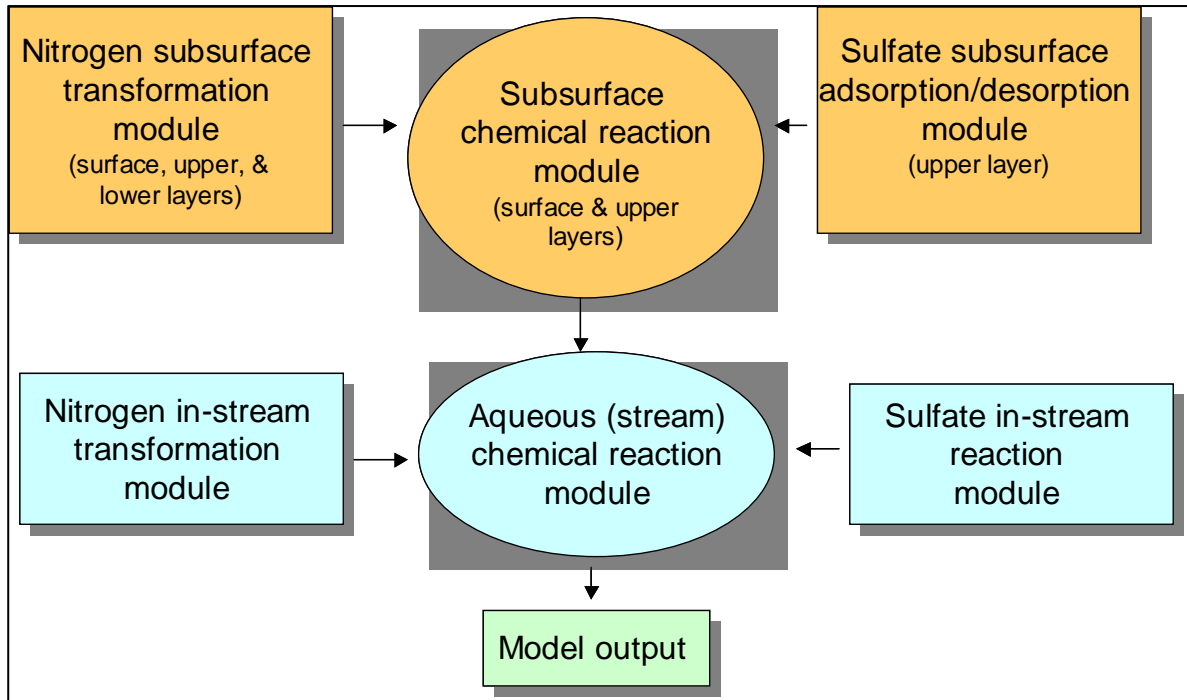 Nitrogen subsurface
transformation
module
(surface, upper, &
lower layers)
Subsurface
chemical reaction
module
(surface & upper
layers)
Sulfate subsurface
adsorption/desorption
module
(upper layer)
Nitrogen in-stream
transformation
module
Aqueous (stream)
chemical reaction
module
Sulfate in-stream
reaction
module
Model output